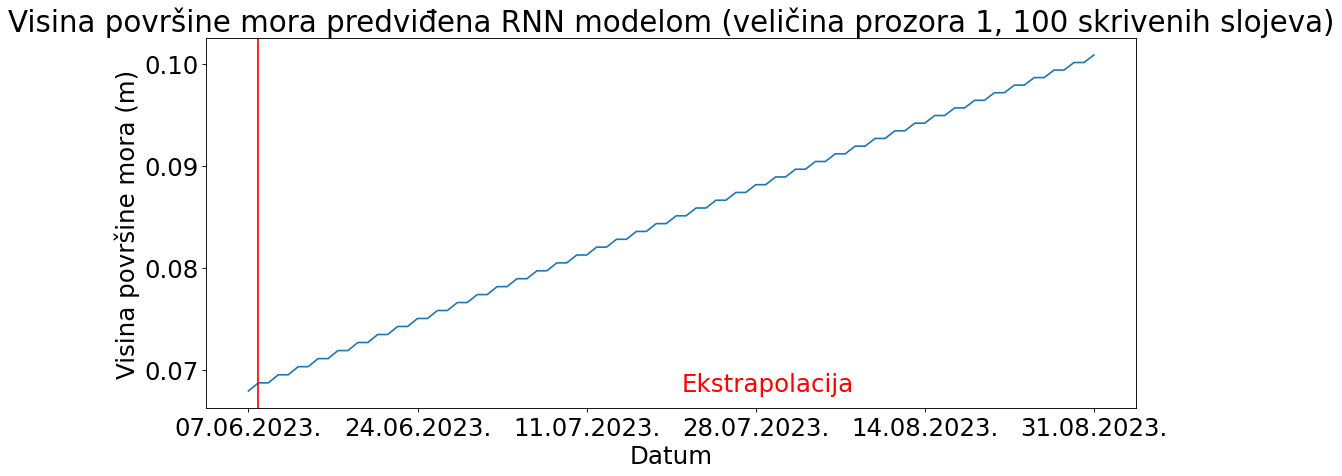 Visina površine mora predviđena RNN modelom (veličina prozora 1, 100 skrivenih slojeva)
Visina površine mora (m)
0.10
0.09
0.08
0.07
Ekstrapolacija
07.06.2023. 24.06.2023. 11.07.2023. 28.07.2023. 14.08.2023. 31.08.2023.
Datum